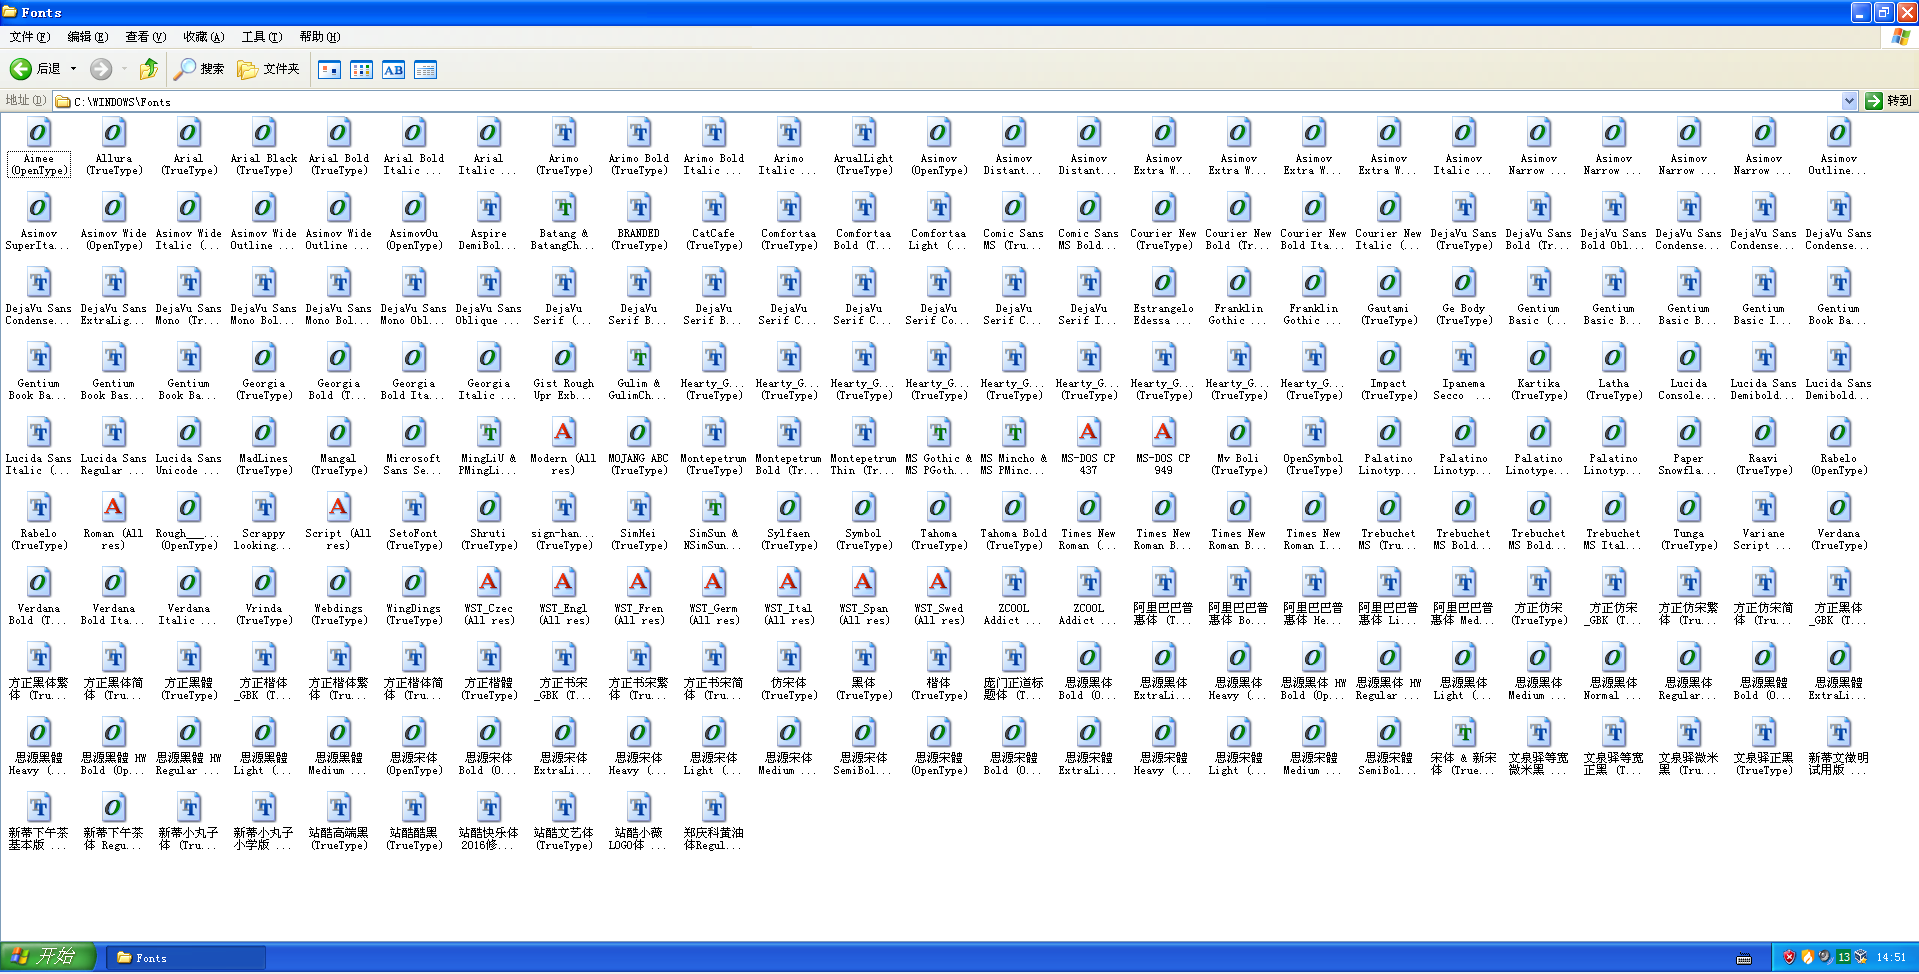 Fonts
文件(F) 编辑(E) 查看(V) 收藏(A) 工具(T) 帮助(H)
后退 搜索 文件夹
地址(D) C:\WINDOWS\Fonts 转到
Aimee Allura Arial Arial Black Arial Bold Arial Bold Arial Arimo Arimo Bold Arimo Bold Arimo ArualLight Asimov Asimov Asimov Asimov Asimov Asimov Asimov Asimov Asimov Asimov Asimov Asimov Asimov
(OpenType) (TrueType) (TrueType) (TrueType) (TrueType) Italic ... Italic ... (TrueType) (TrueType) Italic ... Italic ... (TrueType) (OpenType) Distant... Distant... Extra W... Extra W... Extra W... Extra W... Italic ... Narrow ... Narrow ... Narrow ... Narrow ... Outline...
Asimov Asimov Wide Asimov Wide Asimov Wide Asimov Wide AsimovOu Aspire Batang & BRANDED CatCafe Comfortaa Comfortaa Comfortaa Comic Sans Comic Sans Courier New Courier New Courier New Courier New DejaVu Sans DejaVu Sans DejaVu Sans DejaVu Sans DejaVu Sans DejaVu Sans
SuperIta... (OpenType) Italic (... Outline ... Outline ... (OpenType) DemiBol... BatangCh... (TrueType) (TrueType) (TrueType) Bold (T... Light (... MS (Tru... MS Bold... (TrueType) Bold (Tr... Bold Ita... Italic (... (TrueType) Bold (Tr... Bold Obl... Condense... Condense... Condense...
DejaVu Sans DejaVu Sans DejaVu Sans DejaVu Sans DejaVu Sans DejaVu Sans DejaVu Sans DejaVu DejaVu DejaVu DejaVu DejaVu DejaVu DejaVu DejaVu Estrangelo Franklin Franklin Gautami Ge Body Gentium Gentium Gentium Gentium Gentium
Condense... ExtraLig... Mono (Tr... Mono Bol... Mono Bol... Mono Obl... Oblique ... Serif (... Serif B... Serif B... Serif C... Serif C... Serif Co... Serif C... Serif I... Edessa ... Gothic ... Gothic ... (TrueType) (TrueType) Basic (... Basic B... Basic B... Basic I... Book Ba...
Gentium Gentium Gentium Georgia Georgia Georgia Georgia Gist Rough Gulim & Hearty_G... Hearty_G... Hearty_G... Hearty_G... Hearty_G... Hearty_G... Hearty_G... Hearty_G... Hearty_G... Impact Ipanema Kartika Latha Lucida Lucida Sans Lucida Sans
Book Ba... Book Bas... Book Ba... (TrueType) Bold (T... Bold Ita... Italic ... Upr Exb... GulimCh... (TrueType) (TrueType) (TrueType) (TrueType) (TrueType) (TrueType) (TrueType) (TrueType) (TrueType) (TrueType) Secco ... (TrueType) (TrueType) Console... Demibold... Demibold...
Lucida Sans Lucida Sans Lucida Sans MadLines Mangal Microsoft MingLiU & Modern (All MOJANG ABC Montepetrum Montepetrum Montepetrum MS Gothic & MS Mincho & MS-DOS CP MS-DOS CP Mv Boli OpenSymbol Palatino Palatino Palatino Palatino Paper Raavi Rabelo
Italic (... Regular ... Unicode ... (TrueType) (TrueType) Sans Se... PMingLi... res) (TrueType) (TrueType) Bold (Tr... Thin (Tr... MS PGoth... MS PMinc... 437 949 (TrueType) (TrueType) Linotyp... Linotyp... Linotype... Linotyp... Snowfla... (TrueType) (OpenType)
Rabelo Roman (All Rough___... Scrappy Script (All SetoFont Shruti sign-han... SimHei SimSun & Sylfaen Symbol Tahoma Tahoma Bold Times New Times New Times New Times New Trebuchet Trebuchet Trebuchet Trebuchet Tunga Variane Verdana
(TrueType) res) (OpenType) looking... res) (TrueType) (TrueType) (TrueType) (TrueType) NSimSun... (TrueType) (TrueType) (TrueType) (TrueType) Roman (... Roman B... Roman B... Roman I... MS (Tru... MS Bold... MS Bold... MS Ital... (TrueType) Script ... (TrueType)
Verdana Verdana Verdana Vrinda Webdings WingDings WST_Czec WST_Engl WST_Fren WST_Germ WST_Ital WST_Span WST_Swed ZCOOL ZCOOL 阿里巴巴普 阿里巴巴普 阿里巴巴普 阿里巴巴普 阿里巴巴普 方正仿宋 方正仿宋 方正仿宋繁 方正仿宋简 方正黑体
Bold (T... Bold Ita... Italic ... (TrueType) (TrueType) (TrueType) (All res) (All res) (All res) (All res) (All res) (All res) (All res) Addict ... Addict ... 惠体 (T... 惠体 Bo... 惠体 He... 惠体 Li... 惠体 Med... (TrueType) _GBK (T... 体 (Tru... 体 (Tru... _GBK (T...
方正黑体繁 方正黑体简 方正黑體 方正楷体 方正楷体繁 方正楷体简 方正楷體 方正书宋 方正书宋繁 方正书宋简 仿宋体 黑体 楷体 庞门正道标 思源黑体 思源黑体 思源黑体 思源黑体 HW 思源黑体 HW 思源黑体 思源黑体 思源黑体 思源黑体 思源黑體 思源黑體
体 (Tru... 体 (Tru... (TrueType) _GBK (T... 体 (Tru... 体 (Tru... (TrueType) _GBK (T... 体 (Tru... 体 (Tru... (TrueType) (TrueType) (TrueType) 题体 (T... Bold (O... ExtraLi... Heavy (... Bold (Op... Regular ... Light (... Medium ... Normal ... Regular... Bold (O... ExtraLi...
思源黑體 思源黑體 HW 思源黑體 HW 思源黑體 思源黑體 思源宋体 思源宋体 思源宋体 思源宋体 思源宋体 思源宋体 思源宋体 思源宋體 思源宋體 思源宋體 思源宋體 思源宋體 思源宋體 思源宋體 宋体 & 新宋 文泉驿等宽 文泉驿等宽 文泉驿微米 文泉驿正黑 新蒂文徵明
Heavy (... Bold (Op... Regular ... Light (... Medium ... (OpenType) Bold (O... ExtraLi... Heavy (... Light (... Medium ... SemiBol... (OpenType) Bold (O... ExtraLi... Heavy (... Light (... Medium ... SemiBol... 体 (True... 微米黑 ... 正黑 (T... 黑 (Tru... (TrueType) 试用版 ...
新蒂下午茶 新蒂下午茶 新蒂小丸子 新蒂小丸子 站酷高端黑 站酷酷黑 站酷快乐体 站酷文艺体 站酷小薇 郑庆科黄油
基本版 ... 体 Regu... 体 (Tru... 小学版 ... (TrueType) (TrueType) 2016修... (TrueType) LOGO体 ... 体Regul...
开始 Fonts 13 14:51